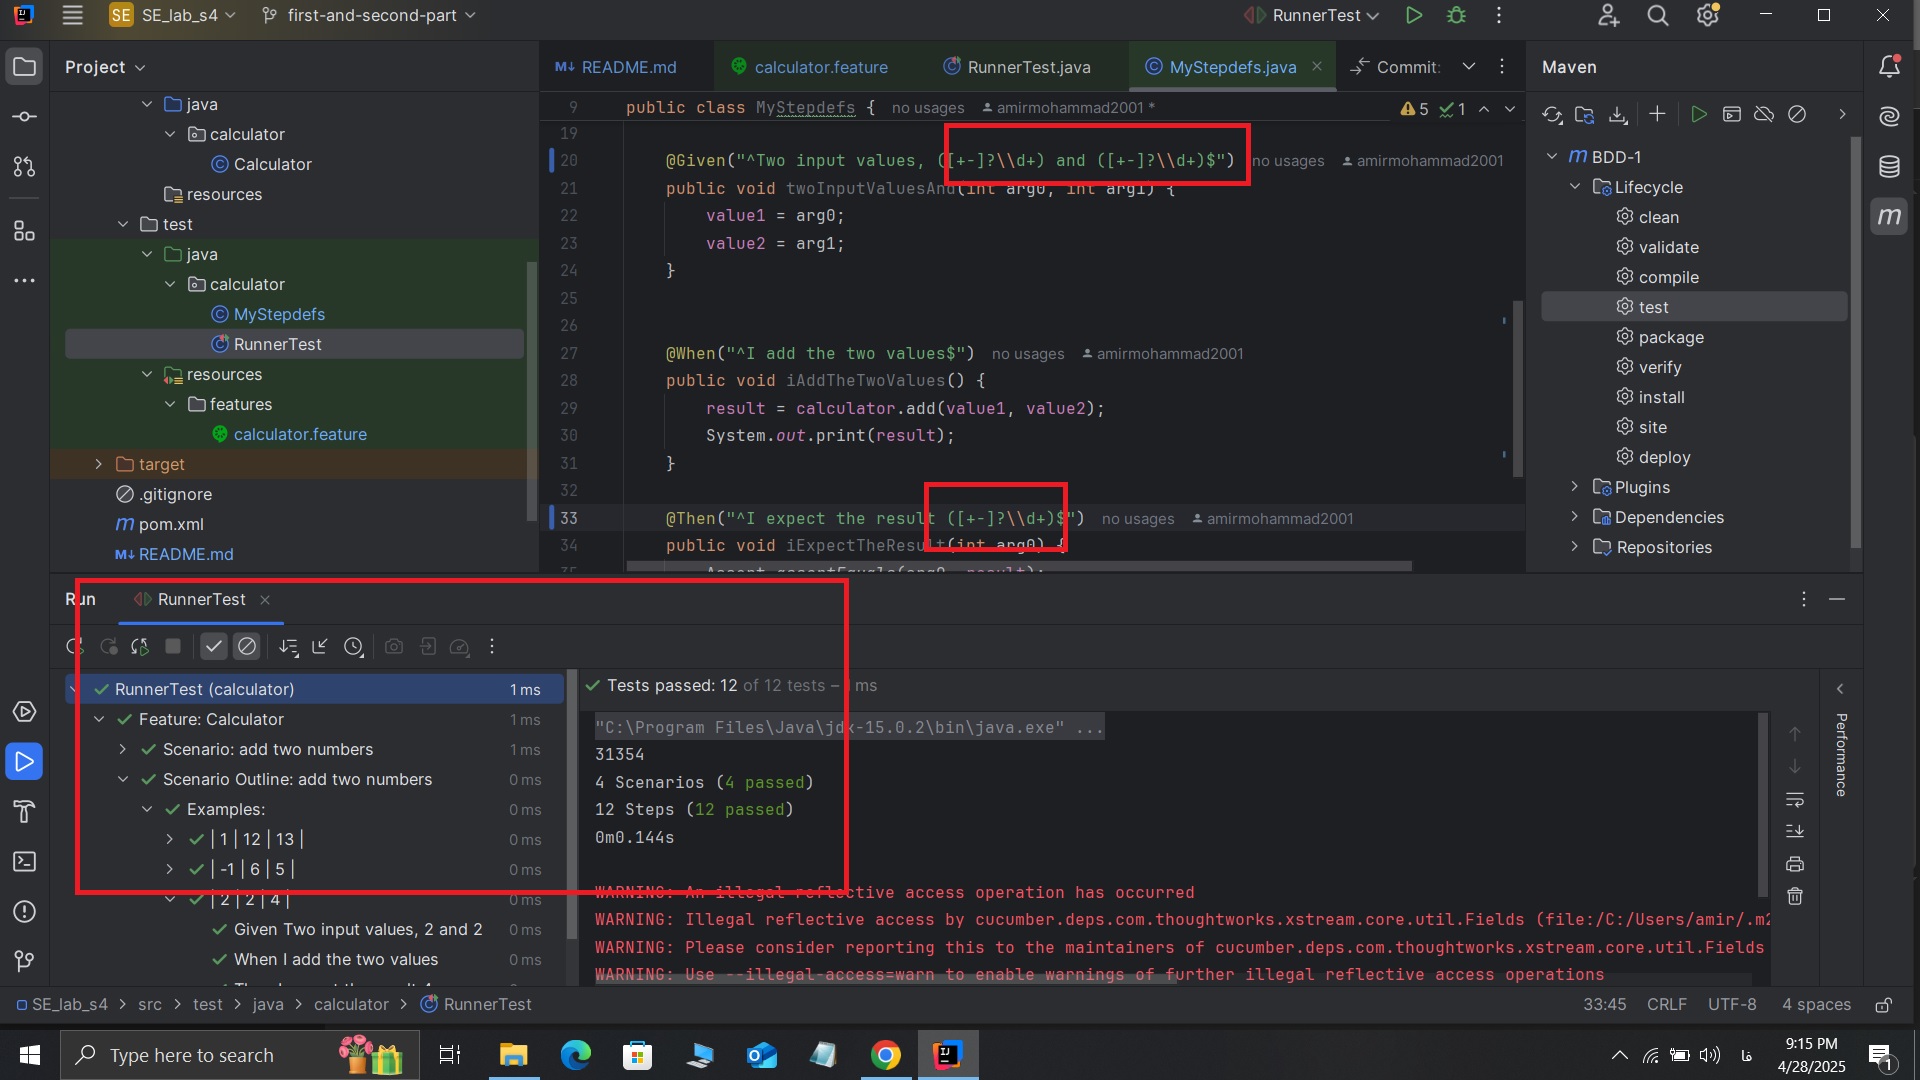 SE SE_lab_s4 first-and-second-part RunnerTest
Project
java
calculator
Calculator
resources
test
java
calculator
MyStepdefs
RunnerTest
resources
features
calculator.feature
target
.gitignore
pom.xml
README.md
README.md calculator.feature RunnerTest.java MyStepdefs.java Commit:
9 public class MyStepdefs { no usages amirmohammad2001 * 5 1
19
20 @Given("^Two input values, ([+-]?\\d+) and ([+-]?\\d+)$") no usages amirmohammad2001
21 public void twoInputValuesAnd(int arg0, int arg1) {
22 value1 = arg0;
23 value2 = arg1;
24 }
25
26
27 @When("^I add the two values$") no usages amirmohammad2001
28 public void iAddTheTwoValues() {
29 result = calculator.add(value1, value2);
30 System.out.print(result);
31 }
32
33 @Then("^I expect the result ([+-]?\\d+)$") no usages amirmohammad2001
34 public void iExpectTheResult(int arg0) {
35 Assert.assertEquals(arg0, result);
Maven
BDD-1
Lifecycle
clean
validate
compile
test
package
verify
install
site
deploy
Plugins
Dependencies
Repositories
Run RunnerTest
RunnerTest (calculator) 1 ms
Feature: Calculator 1 ms
Scenario: add two numbers 1 ms
Scenario Outline: add two numbers 0 ms
Examples: 0 ms
| 1 | 12 | 13 | 0 ms
| -1 | 6 | 5 | 0 ms
| 2 | 2 | 4 | 0 ms
Given Two input values, 2 and 2 0 ms
When I add the two values 0 ms
Tests passed: 12 of 12 tests – 1 ms
"C:\Program Files\Java\jdk-15.0.2\bin\java.exe" ...
31354
4 Scenarios (4 passed)
12 Steps (12 passed)
0m0.144s
WARNING: An illegal reflective access operation has occurred
WARNING: Illegal reflective access by cucumber.deps.com.thoughtworks.xstream.core.util.Fields (file:/C:/Users/amir/.m2
WARNING: Please consider reporting this to the maintainers of cucumber.deps.com.thoughtworks.xstream.core.util.Fields
WARNING: Use --illegal-access=warn to enable warnings of further illegal reflective access operations
Performance
SE_lab_s4 > src > test > java > calculator > RunnerTest
33:45 CRLF UTF-8 4 spaces
Type here to search
فا
9:15 PM
4/28/2025
1